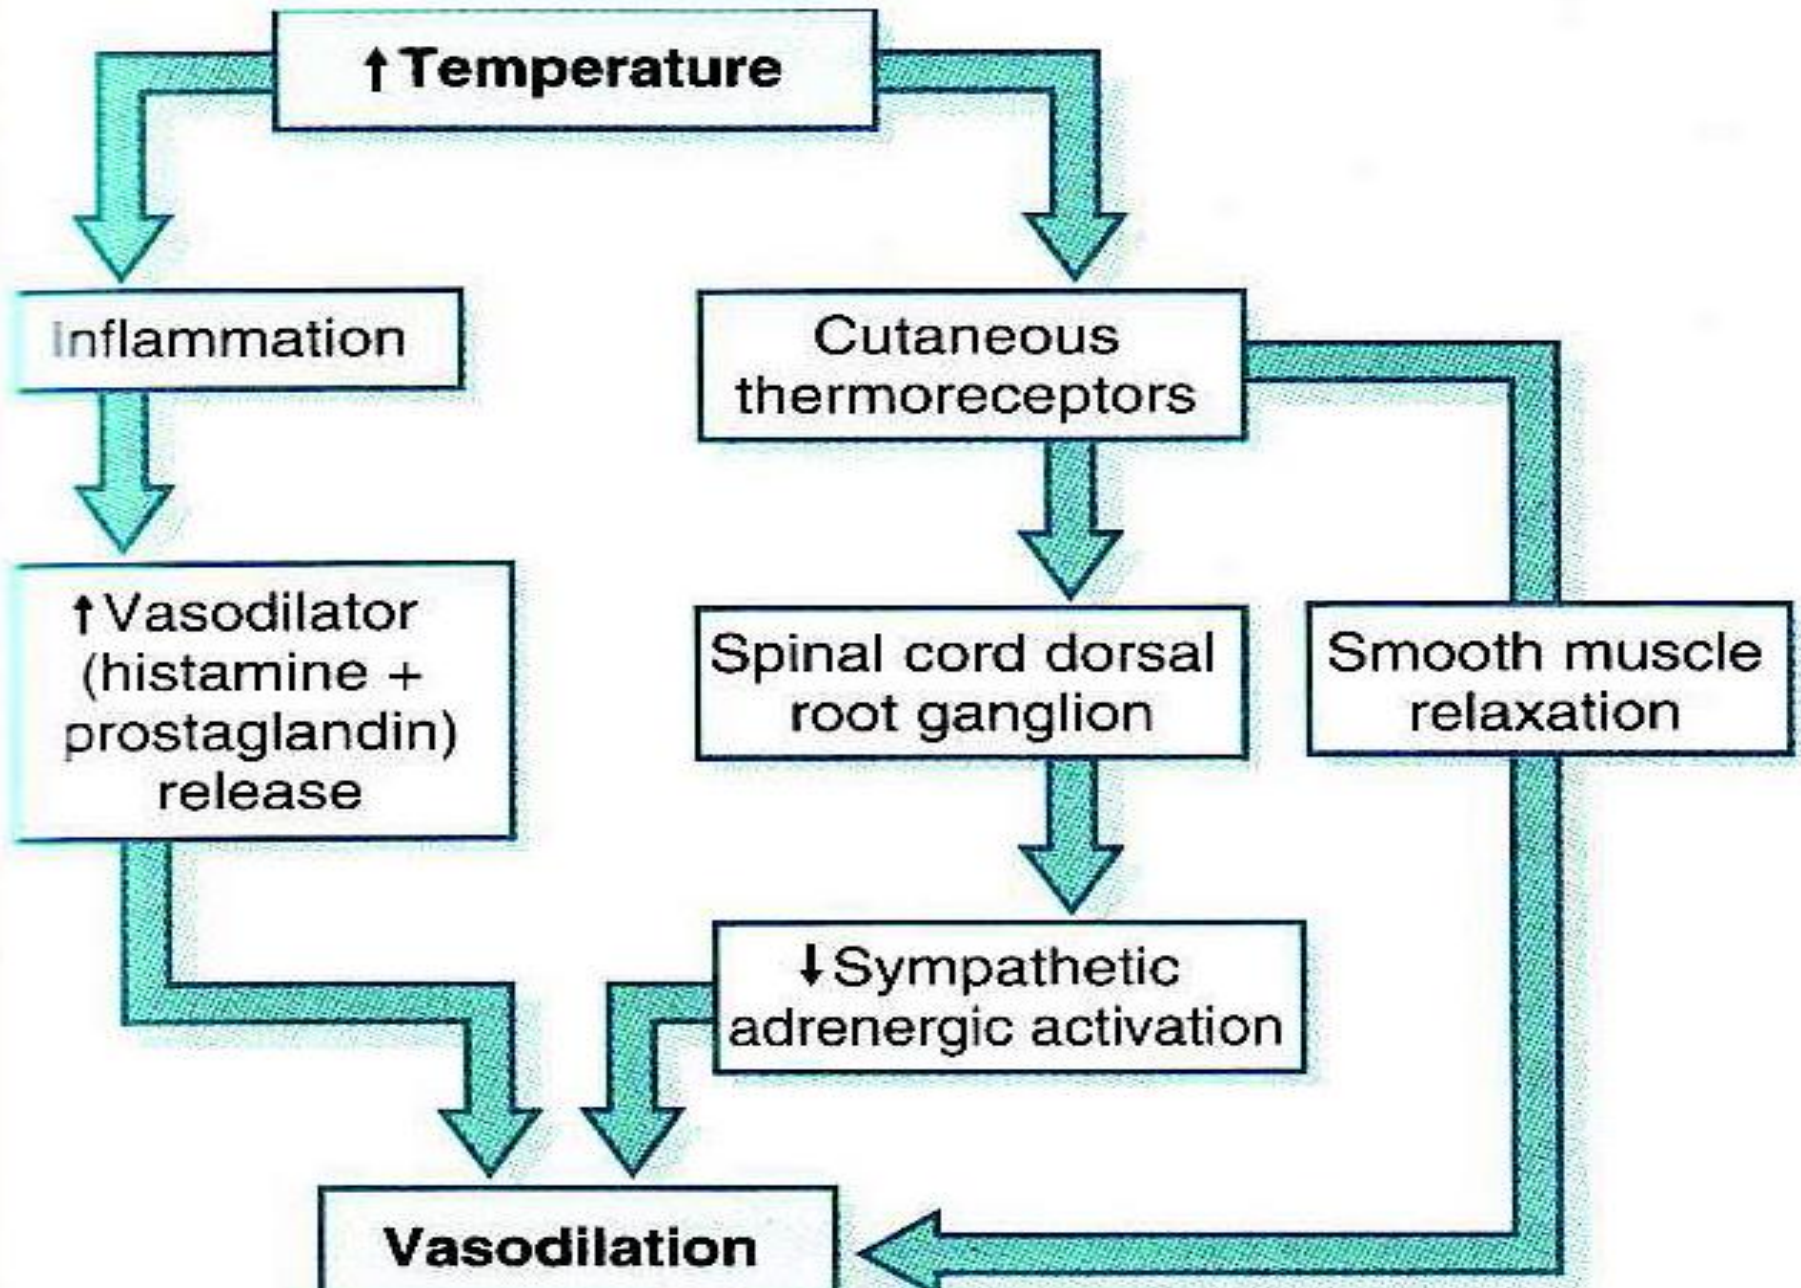 ↑Temperature
Inflammation
Cutaneous
thermoreceptors
↑Vasodilator
(histamine +
prostaglandin)
release
Spinal cord dorsal
root ganglion
Smooth muscle
relaxation
↓Sympathetic
adrenergic activation
Vasodilation